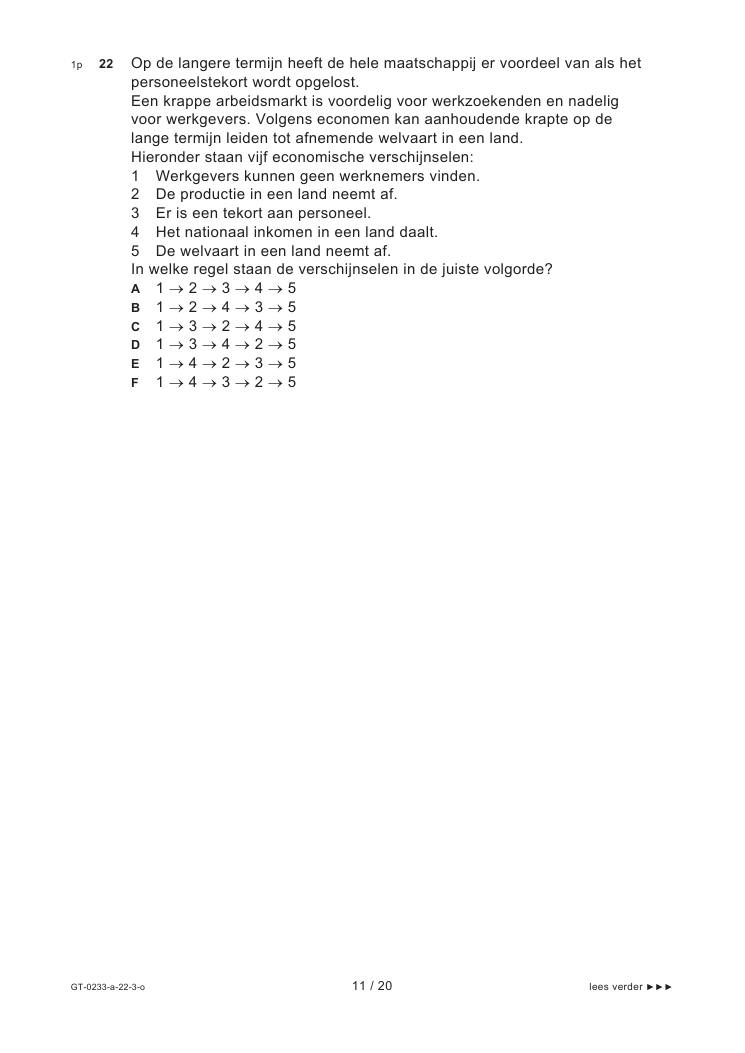 1p 22 Op de langere termijn heeft de hele maatschappij er voordeel van als het
personeelstekort wordt opgelost.
Een krappe arbeidsmarkt is voordelig voor werkzoekenden en nadelig
voor werkgevers. Volgens economen kan aanhoudende krapte op de
lange termijn leiden tot afnemende welvaart in een land.
Hieronder staan vijf economische verschijnselen:
1 Werkgevers kunnen geen werknemers vinden.
2 De productie in een land neemt af.
3 Er is een tekort aan personeel.
4 Het nationaal inkomen in een land daalt.
5 De welvaart in een land neemt af.
In welke regel staan de verschijnselen in de juiste volgorde?
A 1 → 2 → 3 → 4 → 5
B 1 → 2 → 4 → 3 → 5
C 1 → 3 → 2 → 4 → 5
D 1 → 3 → 4 → 2 → 5
E 1 → 4 → 2 → 3 → 5
F 1 → 4 → 3 → 2 → 5
GT-0233-a-22-3-o 11 / 20 lees verder ►►►